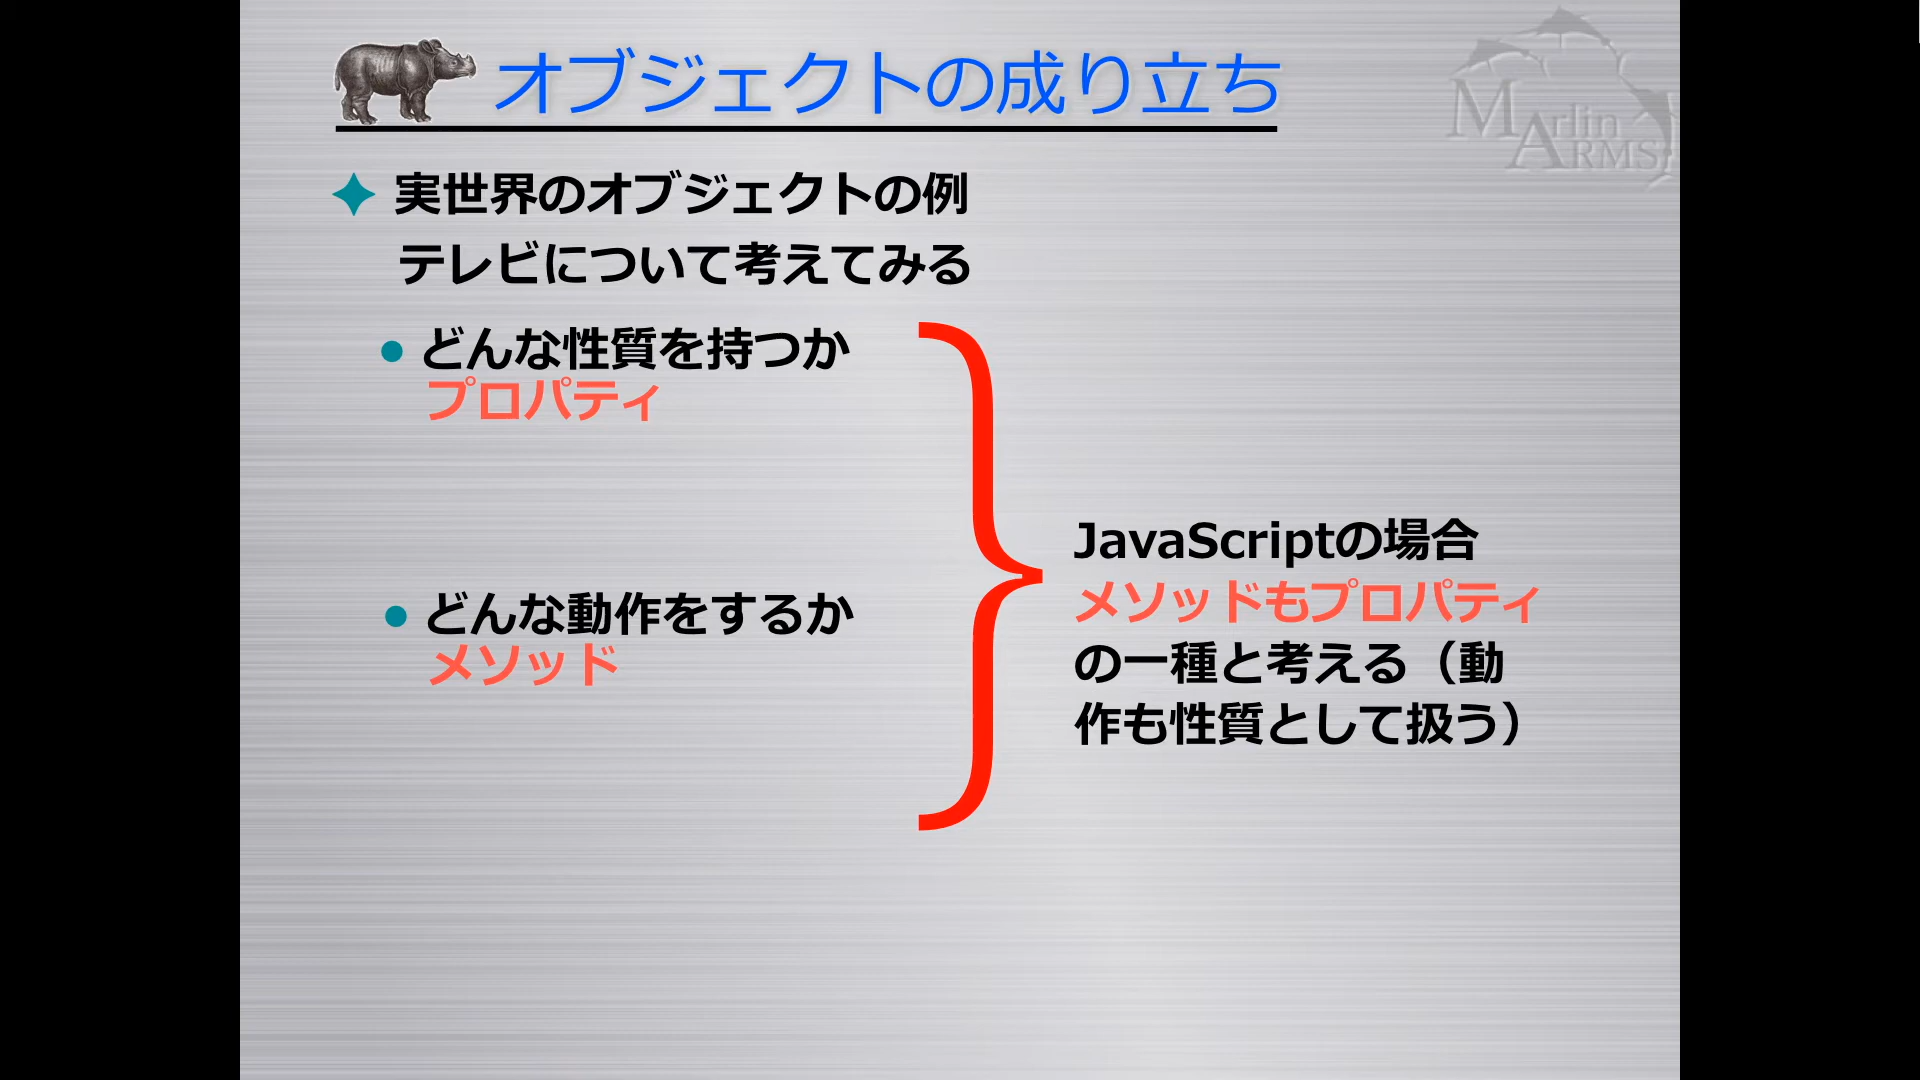 オブジェクトの成り立ち
Marlin
ARMS
実世界のオブジェクトの例
テレビについて考えてみる
どんな性質を持つか
プロパティ
どんな動作をするか
メソッド
JavaScriptの場合
メソッドもプロパティ
の一種と考える（動
作も性質として扱う）